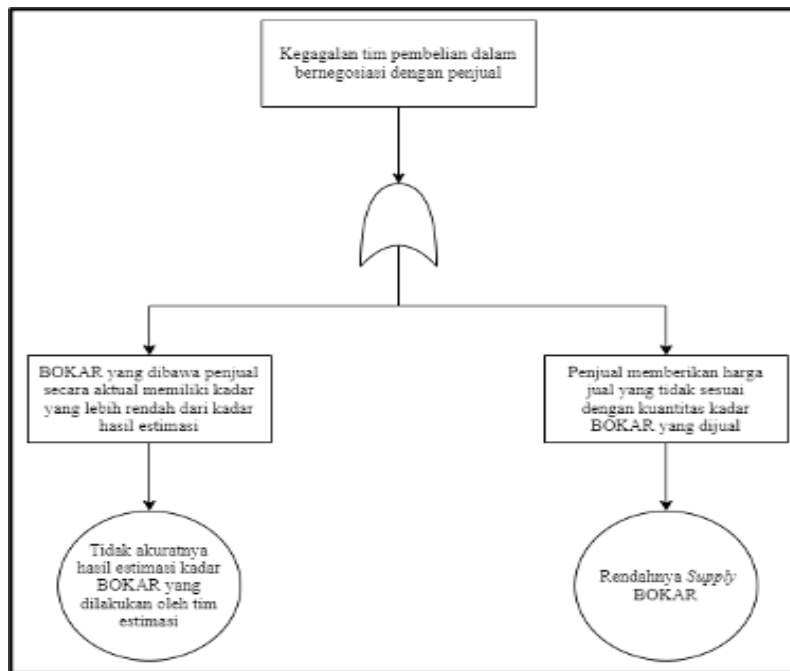 Kegagalan tim pembelian dalam
bernegosiasi dengan penjual
BOKAR yang dibawa penjual
secara aktual memiliki kadar
yang lebih rendah dari kadar
hasil estimasi
Penjual memberikan harga
jual yang tidak sesuai
dengan kuantitas kadar
BOKAR yang dijual
Tidak akuratnya
hasil estimasi kadar
BOKAR yang
dilakukan oleh tim
estimasi
Rendahnya Supply
BOKAR